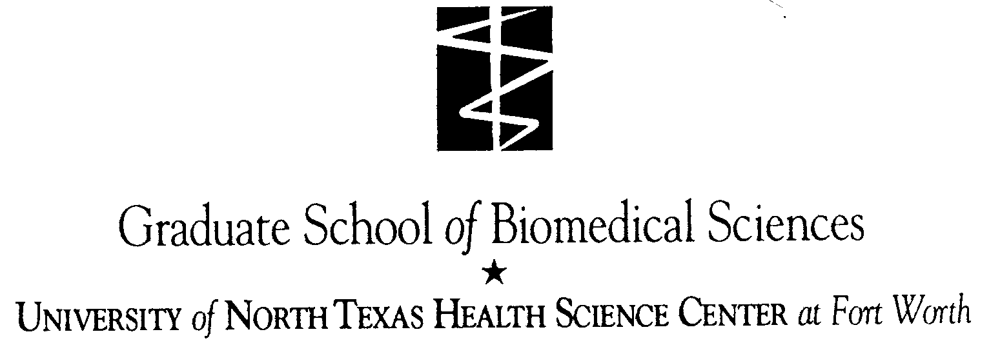 Graduate School of Biomedical Sciences
UNIVERSITY of NORTH TEXAS HEALTH SCIENCE CENTER at Fort Worth